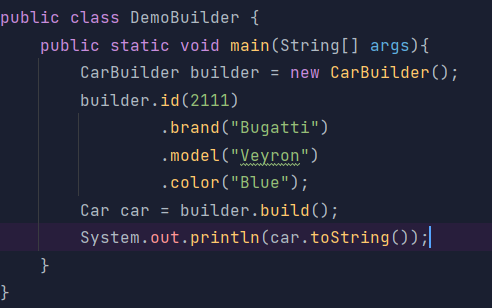 public class DemoBuilder {
    public static void main(String[] args){
        CarBuilder builder = new CarBuilder();
        builder.id(2111)
                .brand("Bugatti")
                .model("Veyron")
                .color("Blue");
        Car car = builder.build();
        System.out.println(car.toString());
    }
}